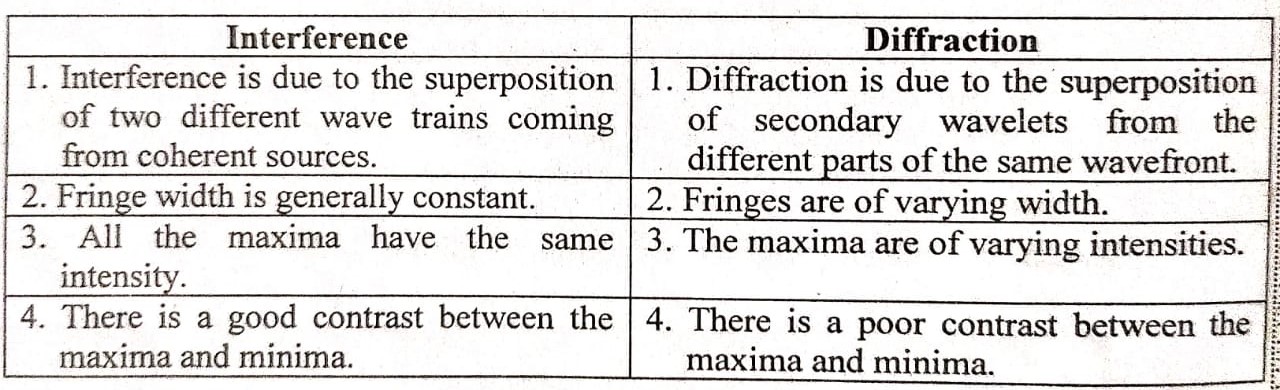 Interference
Diffraction
1. Interference is due to the superposition
of two different wave trains coming
from coherent sources.
1. Diffraction is due to the superposition
of secondary wavelets from the
different parts of the same wavefront.
2. Fringe width is generally constant.
2. Fringes are of varying width.
3. All the maxima have the same
intensity.
3. The maxima are of varying intensities.
4. There is a good contrast between the
maxima and minima.
4. There is a poor contrast between the
maxima and minima.